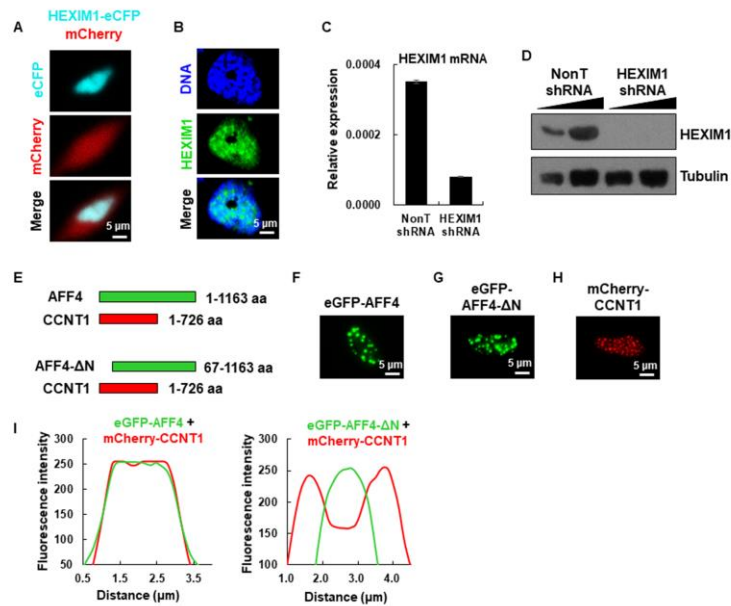 A
HEXIM1-eCFP
mCherry
eCFP
mCherry
Merge
5 µm
B
DNA
HEXIM1
Merge
5 µm
C
HEXIM1 mRNA
Relative expression
0.0004
0.0002
0.0000
NonT HEXIM1
shRNA shRNA
D
NonT HEXIM1
shRNA shRNA
HEXIM1
Tubulin
E
AFF4 1-1163 aa
CCNT1 1-726 aa
AFF4-ΔN 67-1163 aa
CCNT1 1-726 aa
F
eGFP-AFF4
5 µm
G
eGFP-
AFF4-ΔN
5 µm
H
mCherry-
CCNT1
5 µm
I
eGFP-AFF4 +
mCherry-CCNT1
Fluorescence intensity
300
250
200
150
100
50
0.5 1.5 2.5 3.5
Distance (µm)
eGFP-AFF4-ΔN +
mCherry-CCNT1
Fluorescence intensity
300
250
200
150
100
1.0 2.0 3.0 4.0
Distance (µm)